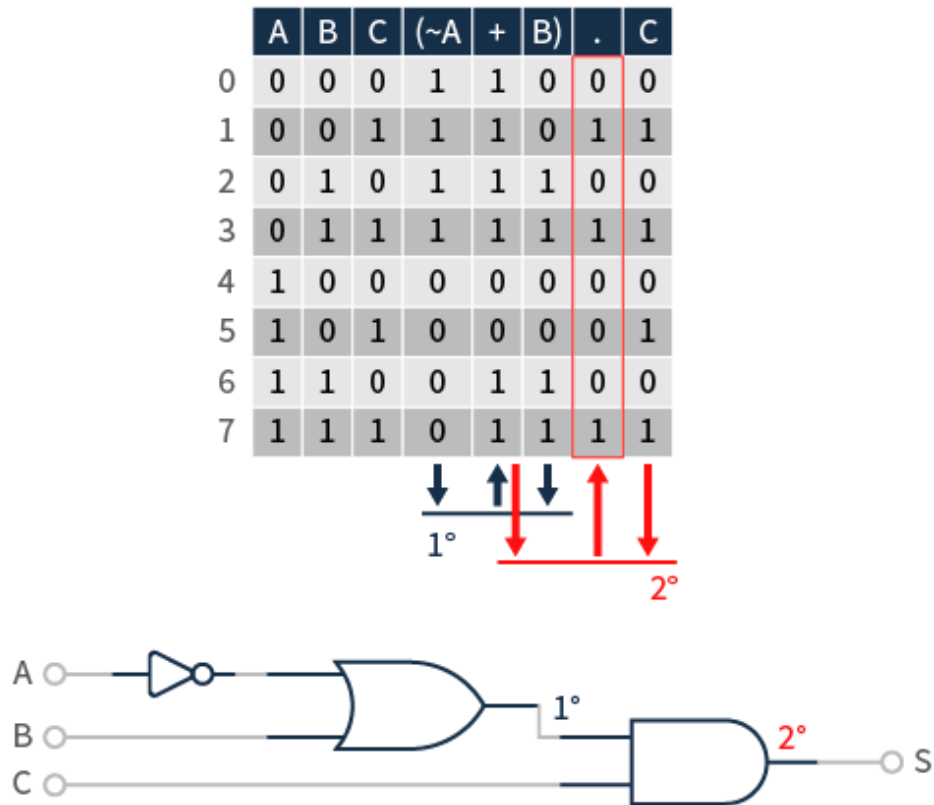 A B C (~A + B) . C
0 0 0 0 1 1 0 0 0
1 0 0 1 1 1 0 1 1
2 0 1 0 1 1 1 0 0
3 0 1 1 1 1 1 1 1
4 1 0 0 0 0 0 0 0
5 1 0 1 0 0 0 0 1
6 1 1 0 0 1 1 0 0
7 1 1 1 0 1 1 1 1
1°
2°
A
1°
B
2°
S
C